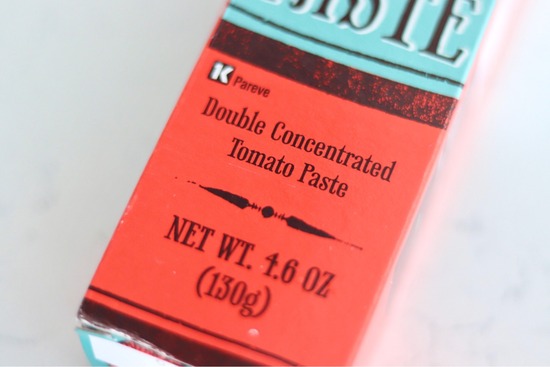 Pareve
Double Concentrated
Tomato Paste
NET WT. 4.6 OZ
(130g)